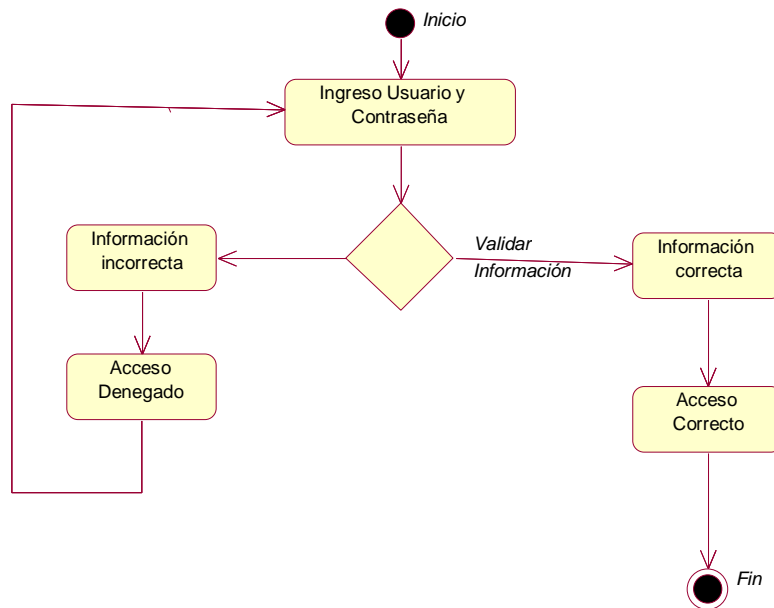 Inicio
Ingreso Usuario y
Contraseña
Validar
Información
Información
incorrecta
Información
correcta
Acceso
Denegado
Acceso
Correcto
Fin